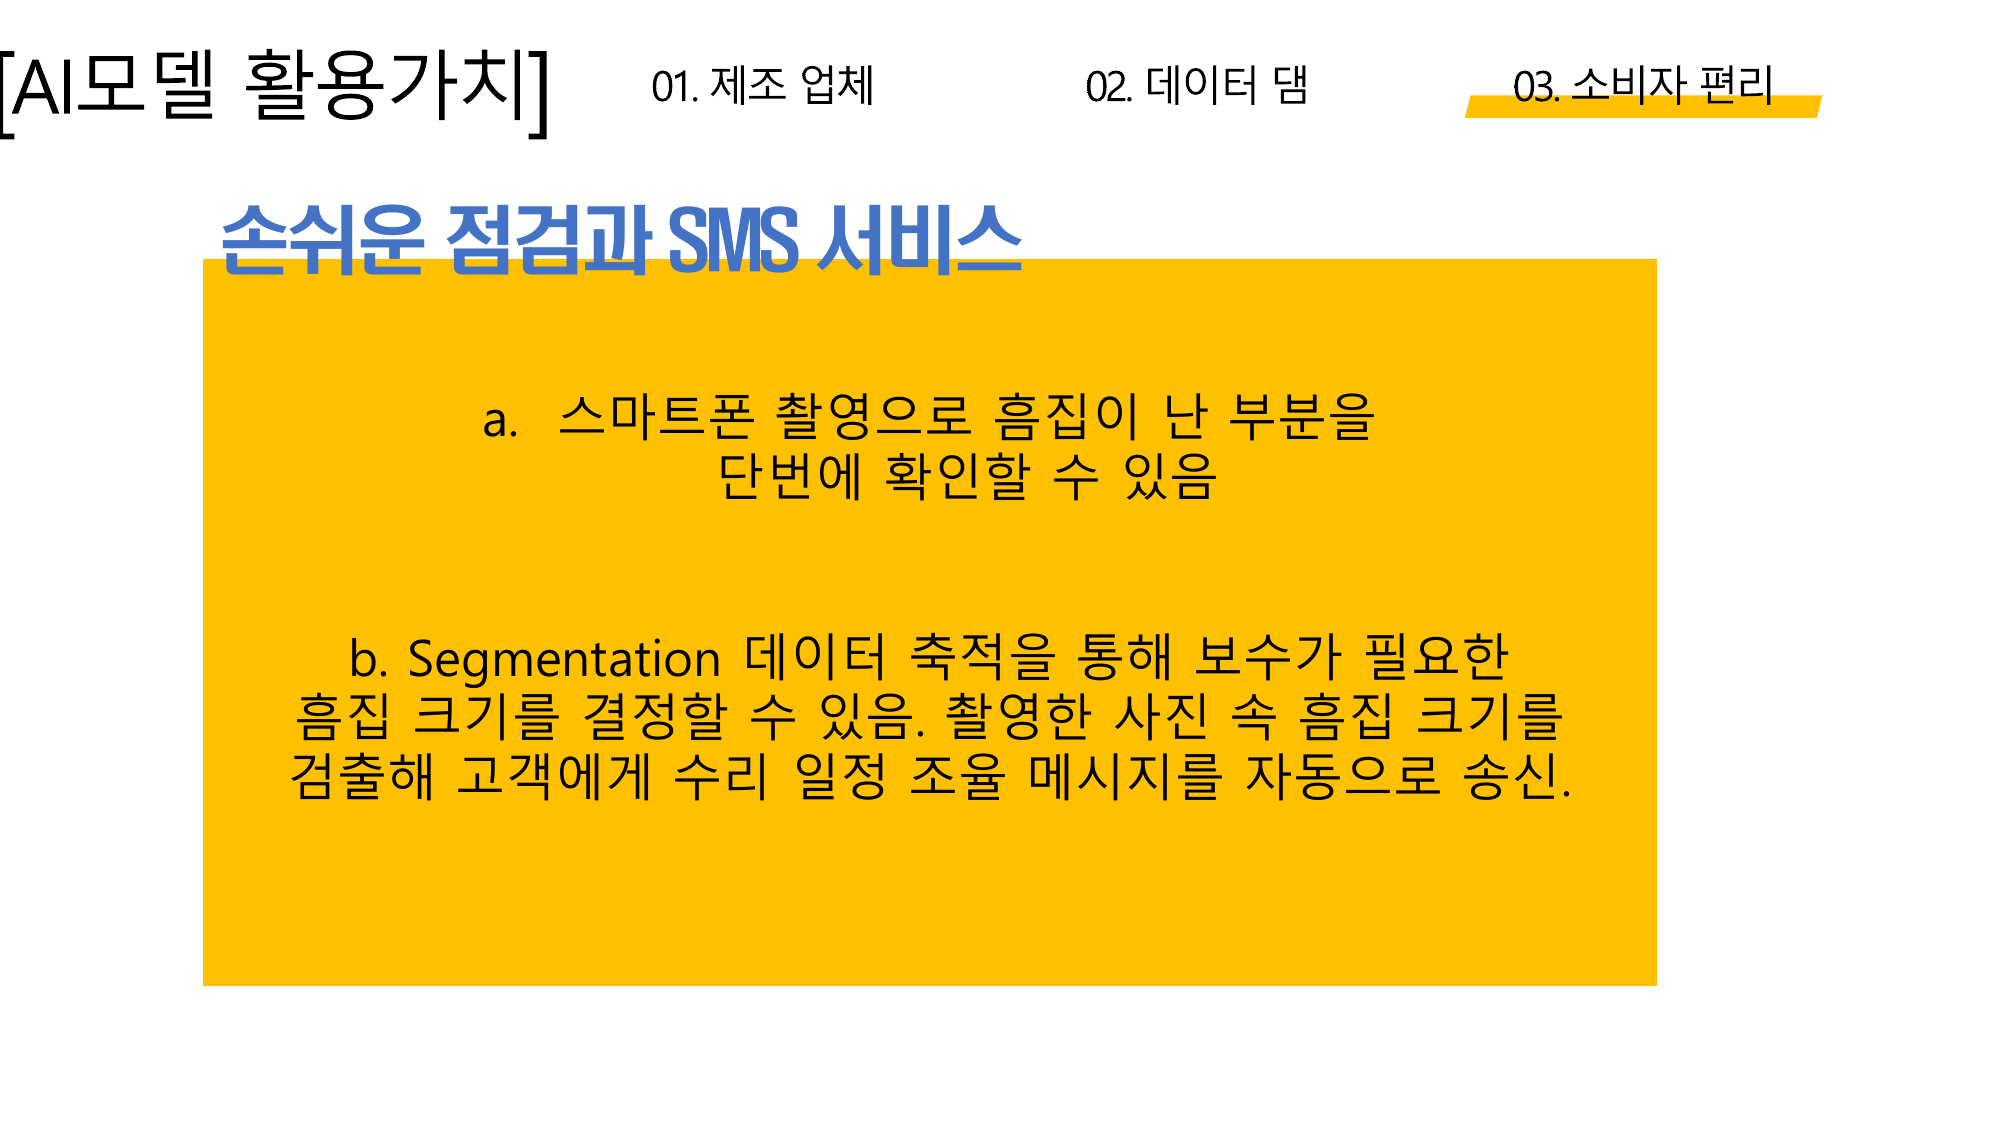 [AI모델 활용가치]
01. 제조 업체
02. 데이터 댐
03. 소비자 편리
손쉬운 점검과 SMS 서비스
a. 스마트폰 촬영으로 흠집이 난 부분을
단번에 확인할 수 있음
b. Segmentation 데이터 축적을 통해 보수가 필요한
흠집 크기를 결정할 수 있음. 촬영한 사진 속 흠집 크기를
검출해 고객에게 수리 일정 조율 메시지를 자동으로 송신.